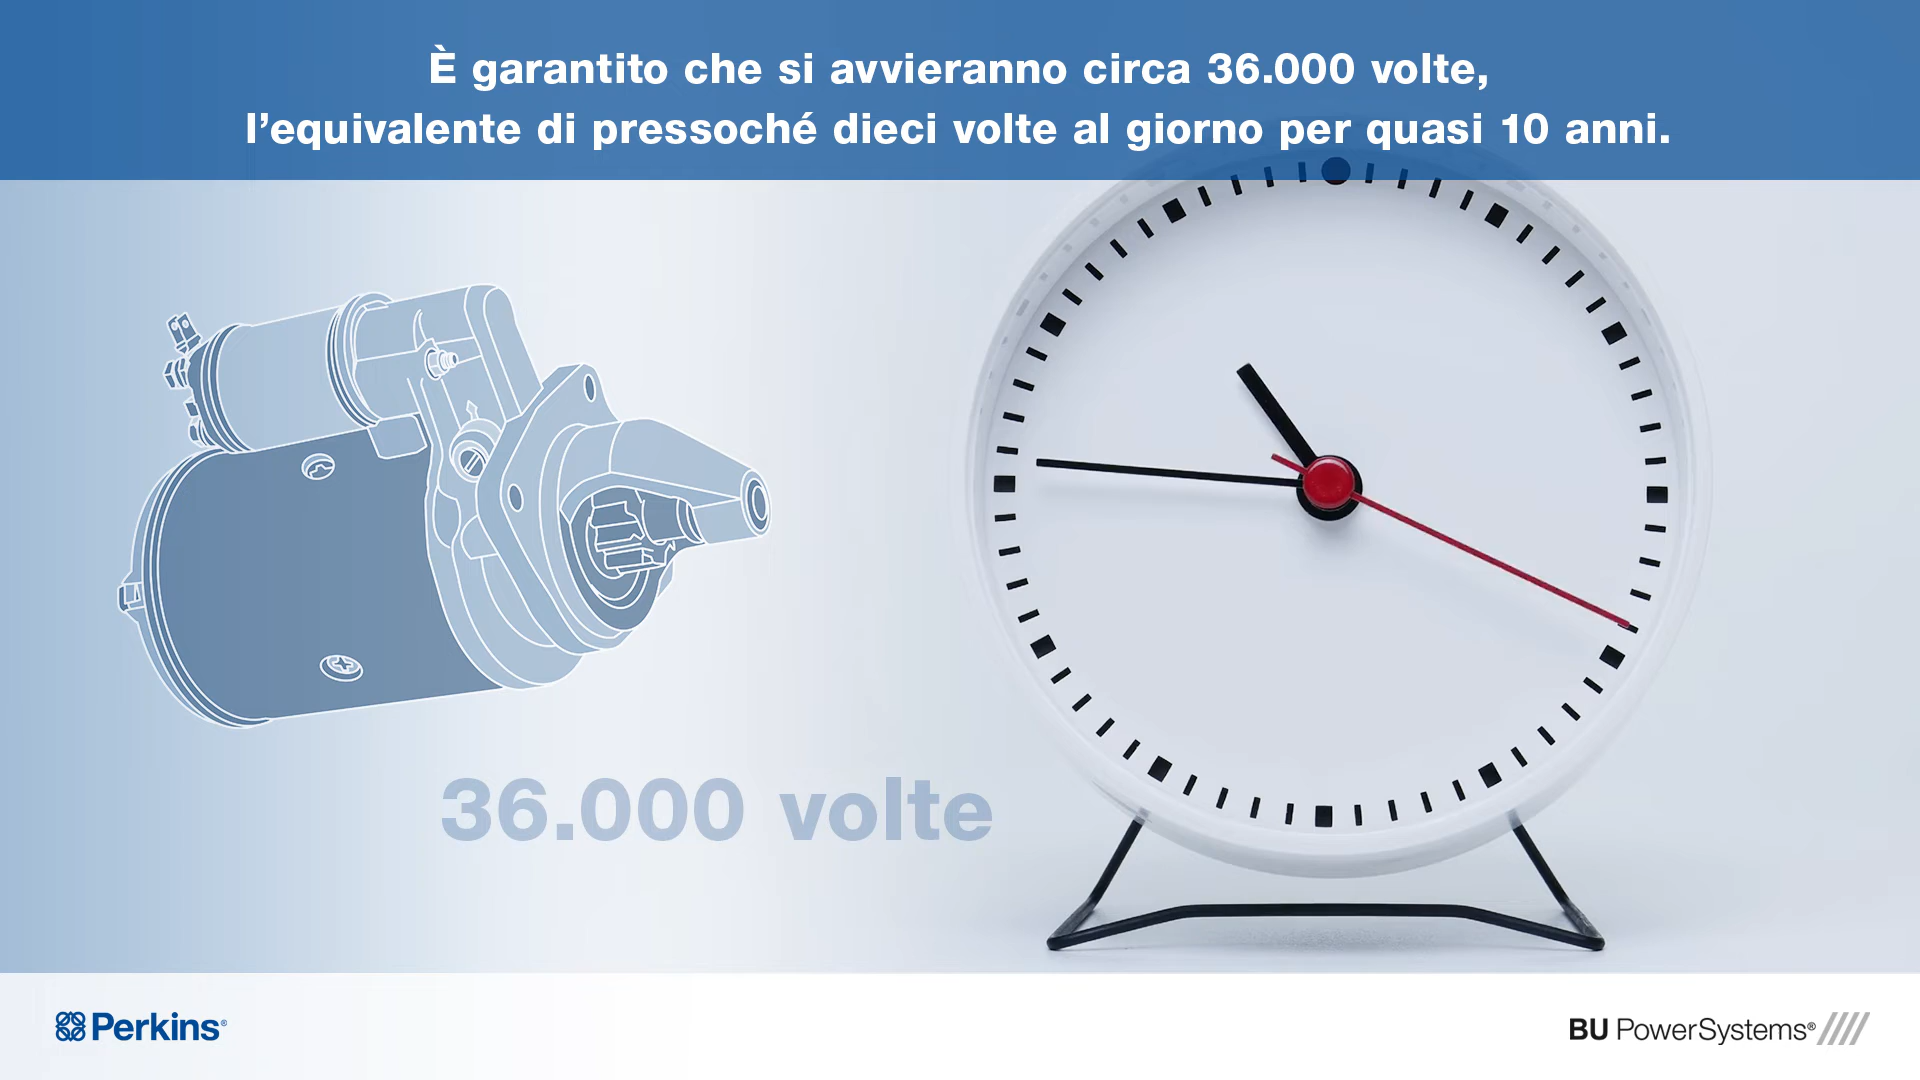 È garantito che si avvieranno circa 36.000 volte,
l’equivalente di pressoché dieci volte al giorno per quasi 10 anni.
36.000 volte
Perkins®
BU PowerSystems®